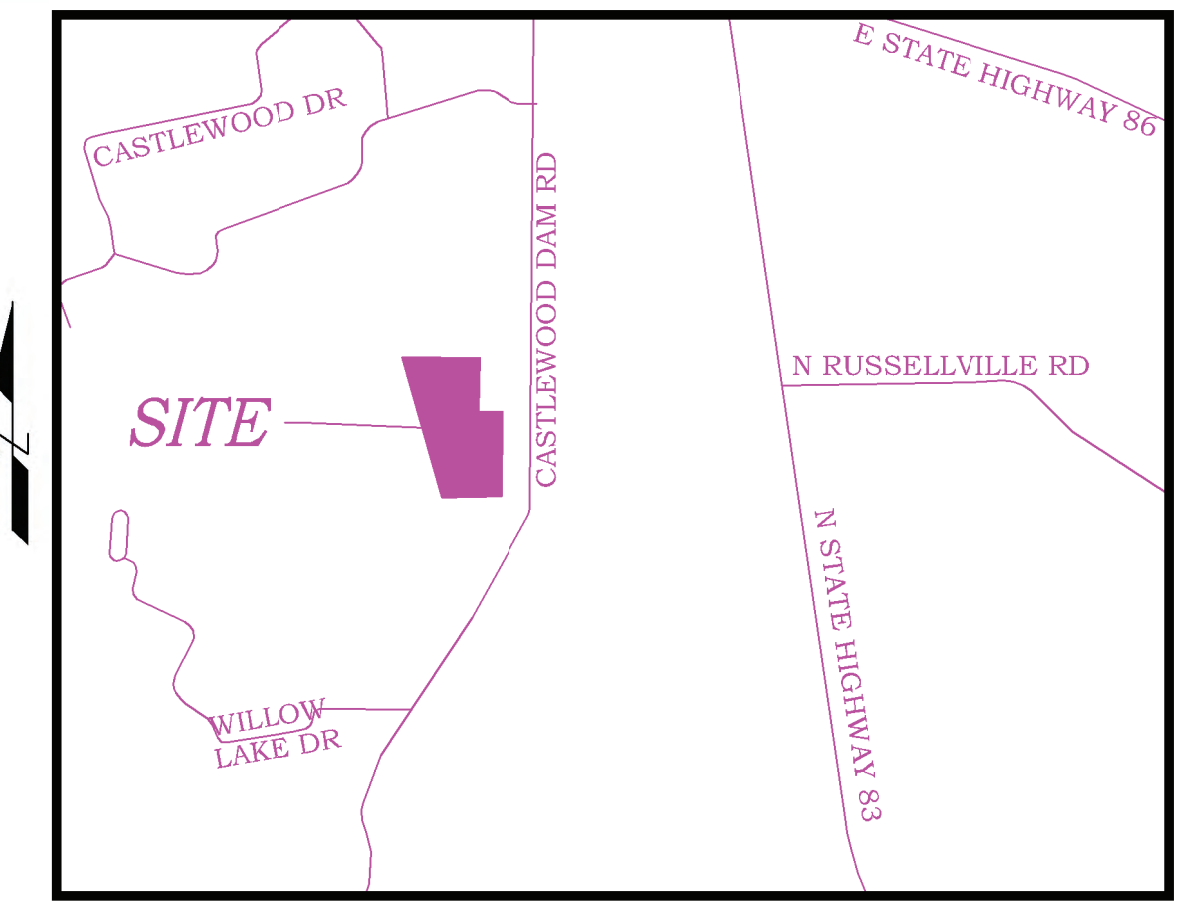 E STATE HIGHWAY 86
CASTLEWOOD DR
CASTLEWOOD DAM RD
N RUSSELLVILLE RD
SITE
N STATE HIGHWAY 83
WILLOW
LAKE DR